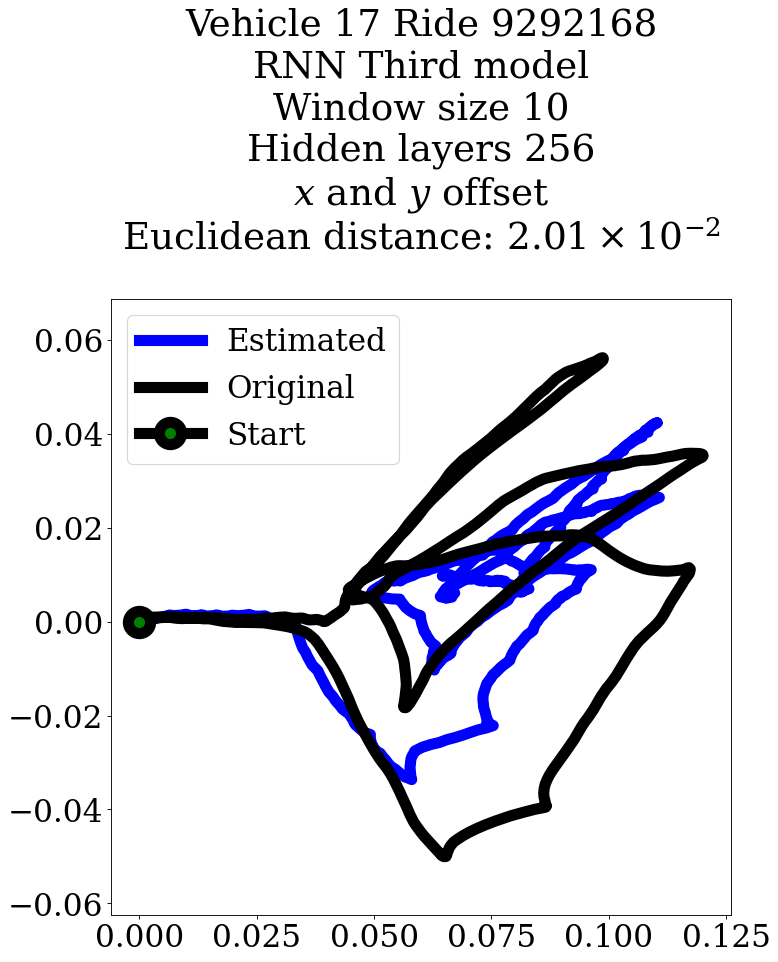 Vehicle 17 Ride 9292168
RNN Third model
Window size 10
Hidden layers 256
x and y offset
Euclidean distance: 2.01 × 10⁻²
Estimated
Original
Start
0.06
0.04
0.02
0.00
−0.02
−0.04
−0.06
0.000 0.025 0.050 0.075 0.100 0.125